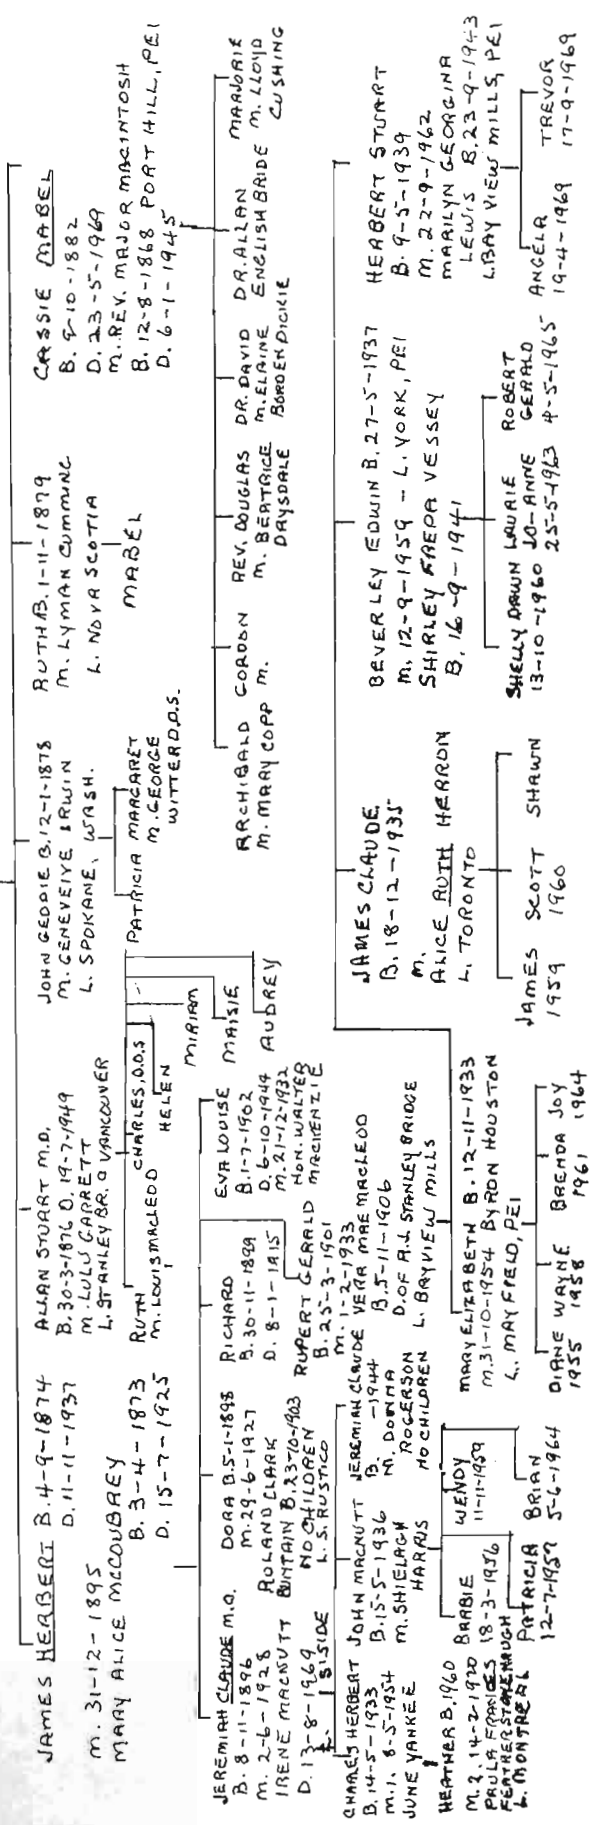 JAMES HERBERT B. 4-9-1874
D. 11-11-1937
M. 31-12-1895
MARY ALICE MCCOUBREY
B. 3-4-1873
D. 15-7-1925
ALLAN STUART M.D.
B. 30-3-1876 D. 19-7-1949
M. LULU GARRETT
L. STANLEY BR. & VANCOUVER
JOHN GEDDIE B. 12-1-1878
M. GENEVEIVE IRWIN
L. SPOKANE, WASH.
RUTH B. 1-11-1879
M. LYMAN CUMMING
L. NOVA SCOTIA
MABEL
CASSIE MABEL
B. 9-10-1882
D. 23-5-1969
M. REV. MAJOR MACINTOSH
B. 12-8-1868 PORT HILL, PEI
D. 6-1-1945
RUTH
M. LOUIS MACLEOD
CHARLES, D.D.S
HELEN
MIRIAM
MAISIE
AUDREY
PATRICIA MARGARET
M. GEORGE
WITTER D.D.S.
ARCHIBALD
M. MARY COPP
GORDON
M.
REV. DOUGLAS
M. BEATRICE
DRYSDALE
DR. DAVID
M. ELAINE
BORDEN DICKIE
DR. ALLAN
ENGLISH BRIDE
MARJORIE
M. LLOYD
CUSHING
JEREMIAH CLAUDE M.D.
B. 8-11-1896
M. 2-6-1928
IRENE MACNUTT
D. 13-8-1969
L. S'SIDE
DORA B. 5-1-1898
M. 29-6-1927
ROLAND CLARK
BUNTAIN B. 23-10-1903
NO CHILDREN
L. S. RUSTICO
RICHARD
B. 30-11-1899
D. 8-1-1915
RUPERT GERALD
B. 25-3-1901
M. 1-2-1933
VERA MAE MACLEOD
B. 5-11-1906
D. OF A.L. STANLEY BRIDGE
L. BAYVIEW MILLS
EVA LOUISE
B. 1-7-1902
D. 6-10-1944
M. 21-12-1932
HON. WALTER
MACKENZIE
CHARLES HERBERT
B. 14-5-1933
M. 1. 8-5-1954
JUNE YANKEE
HEATHER B. 1960
M. 2. 14-2-1970
PAULA FRANCES
FEATHERSTONEHAUGH
L. MONTREAL
JOHN MACNUTT
B. 15-5-1936
M. SHIELAGH
HARRIS
JEREMIAH CLAUDE
B. -1944
M. DONNA
ROGERSON
NO CHILDREN
BARBIE
18-3-1956
WENDY
11-11-1959
PATRICIA
12-7-1959
BRIAN
5-6-1964
MARY ELIZABETH B. 12-11-1933
M. 31-10-1954 BYRON HOUSTON
L. MAYFIELD, PEI
DIANE WAYNE BRENDA JOY
1955 1958 1961 1964
JAMES CLAUDE
B. 18-12-1935
M.
ALICE RUTH HERRON
L. TORONTO
JAMES SCOTT SHAWN
1959 1960
BEVERLEY EDWIN B. 27-5-1937
M. 12-9-1959 - L. YORK, PEI
SHIRLEY FREDA VESSEY
B. 16-9-1941
SHELLY DAWN
13-10-1960
LAURIE
JO-ANNE
25-5-1963
ROBERT
GERALD
4-5-1965
HERBERT STUART
B. 9-5-1939
M. 22-9-1962
MARILYN GEORGINA
LEWIS B. 23-9-1943
L. BAY VIEW MILLS, PEI
ANGELA TREVOR
19-4-1969 17-9-1969